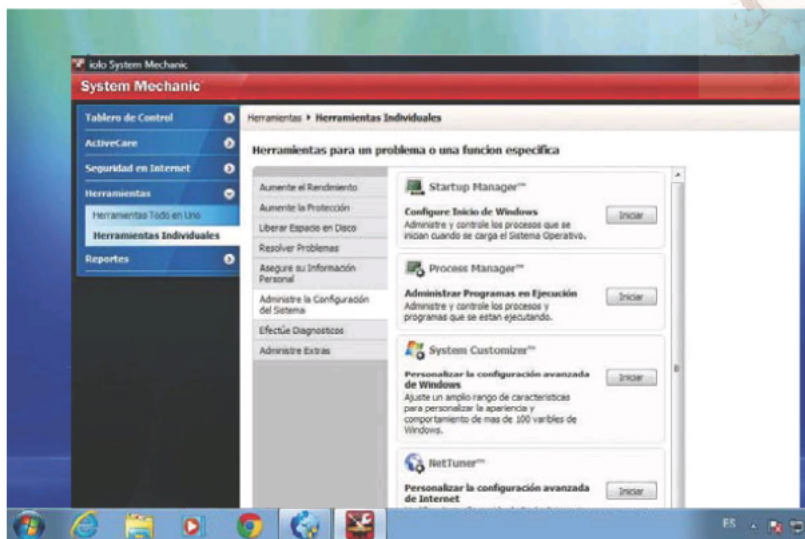 iolo System Mechanic
System Mechanic
Tablero de Control
ActiveCare
Seguridad en Internet
Herramientas
Herramientas Todo en Uno
Herramientas Individuales
Reportes
Herramientas Herramientas Individuales
Herramientas para un problema o una funcion especifica
Aumente el Rendimiento
Aumente la Protección
Liberar Espacio en Disco
Resolver Problemas
Asegure su Información
Personal
Administre la Configuración
del Sistema
Efectúe Diagnosticos
Administre Extras
Startup Manager™
Configure Inicio de Windows
Administre y controle los procesos que se
inician cuando se carga el Sistema Operativo.
Iniciar
Process Manager™
Administrar Programas en Ejecución
Administre y controle los procesos y
programas que se estan ejecutando.
Iniciar
System Customizer™
Personalizar la configuración avanzada
de Windows
Ajuste un amplio rango de caracteristicas
para personalizar la apariencia y
comportamiento de mas de 100 varibles de
Windows.
Iniciar
NetTuner™
Personalizar la configuración avanzada
de Internet
Iniciar
ES